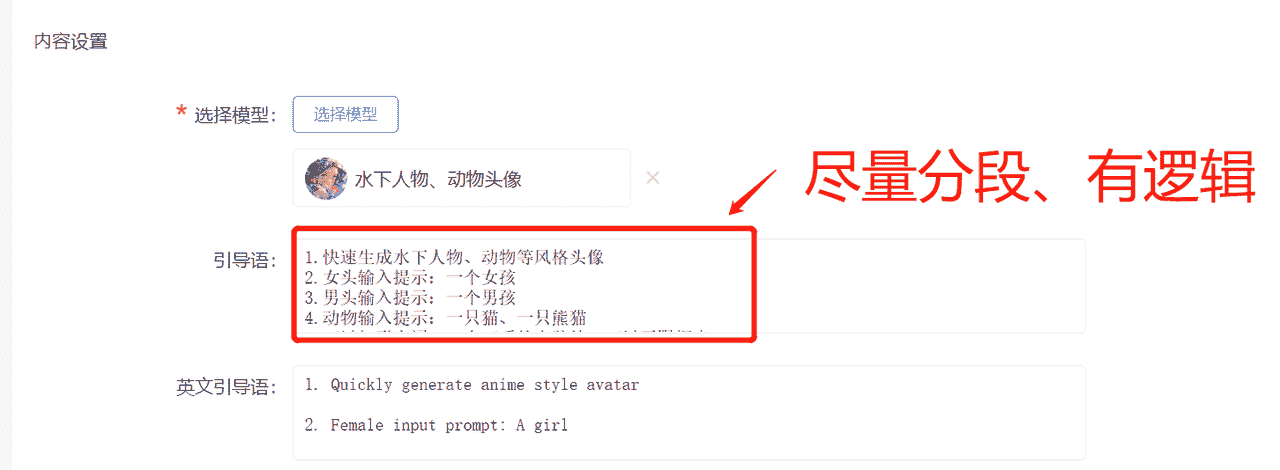 内容设置
* 选择模型: 选择模型
水下人物、动物头像 ×
尽量分段、有逻辑
引导语:
1.快速生成水下人物、动物等风格头像
2.女头输入提示：一个女孩
3.男头输入提示：一个男孩
4.动物输入提示：一只猫、一只熊猫
英文引导语:
1. Quickly generate anime style avatar
2. Female input prompt: A girl